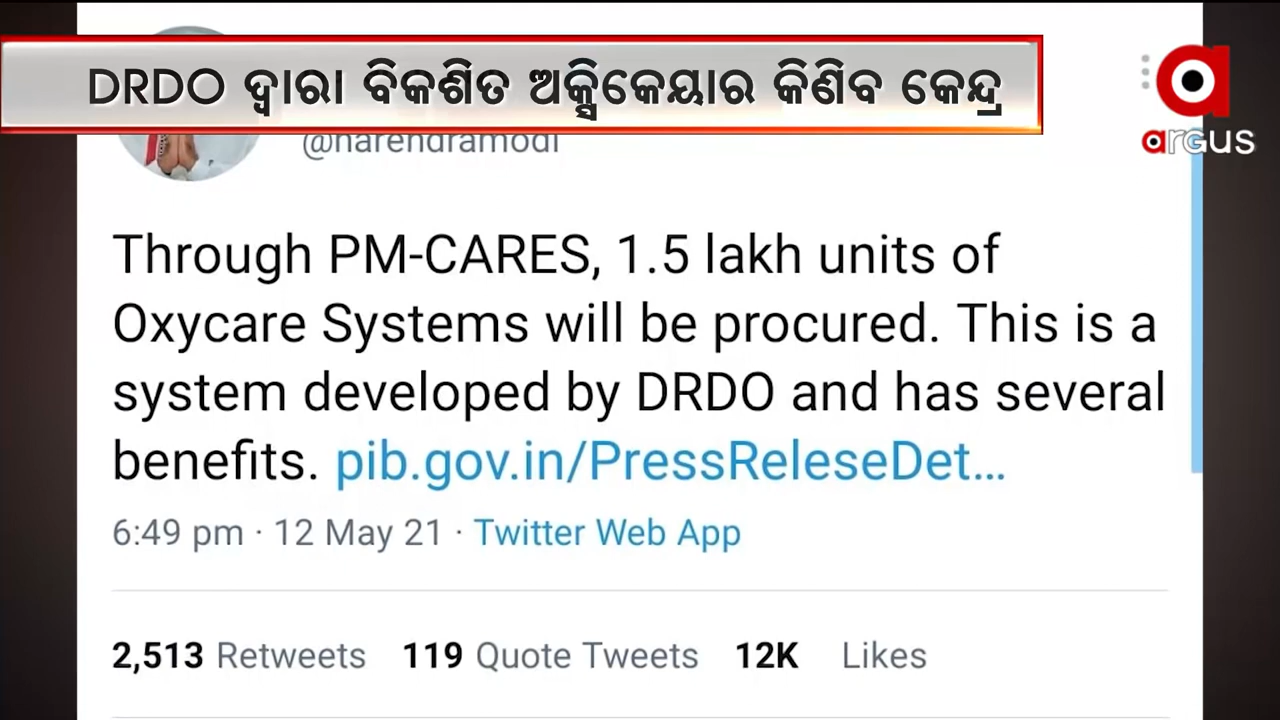 DRDO ଦ୍ୱାରା ବିକଶିତ ଅକ୍ସିକେୟାର କିଣିବ କେନ୍ଦ୍ର
argus
@narendramodi
Through PM-CARES, 1.5 lakh units of
Oxycare Systems will be procured. This is a
system developed by DRDO and has several
benefits. pib.gov.in/PressReleseDet...
6:49 pm · 12 May 21 · Twitter Web App
2,513 Retweets 119 Quote Tweets 12K Likes